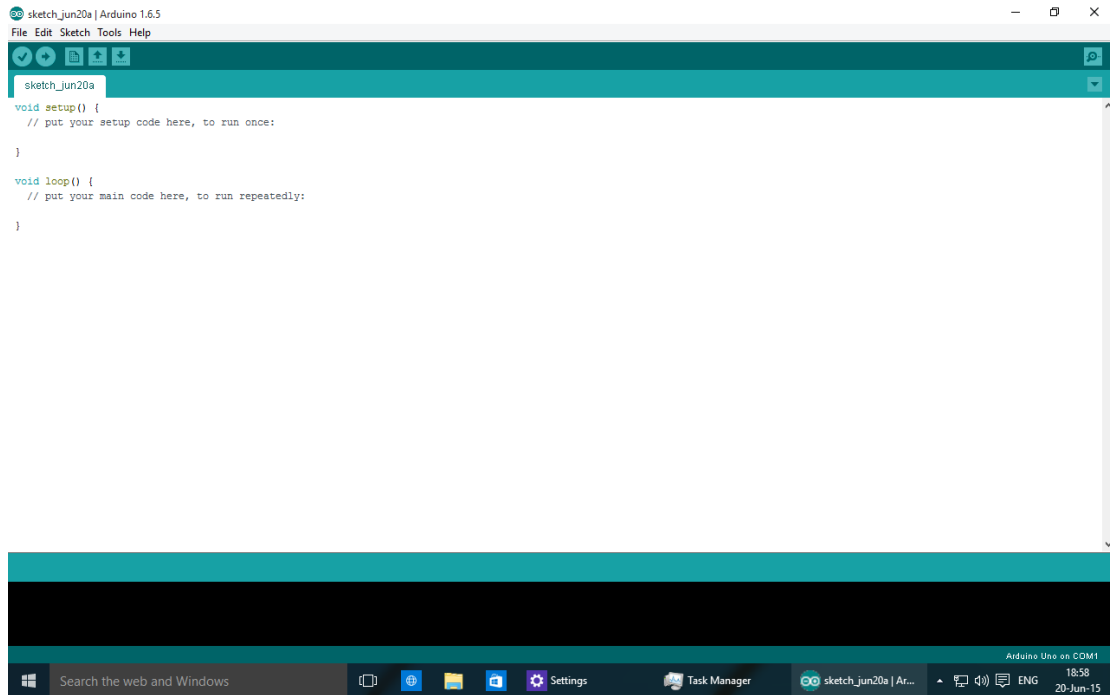 sketch_jun20a | Arduino 1.6.5
File Edit Sketch Tools Help
sketch_jun20a
void setup() {
  // put your setup code here, to run once:
}
void loop() {
  // put your main code here, to run repeatedly:
}
Arduino Uno on COM1
Search the web and Windows
Settings
Task Manager
sketch_jun20a | Ar...
ENG
18:58
20-Jun-15